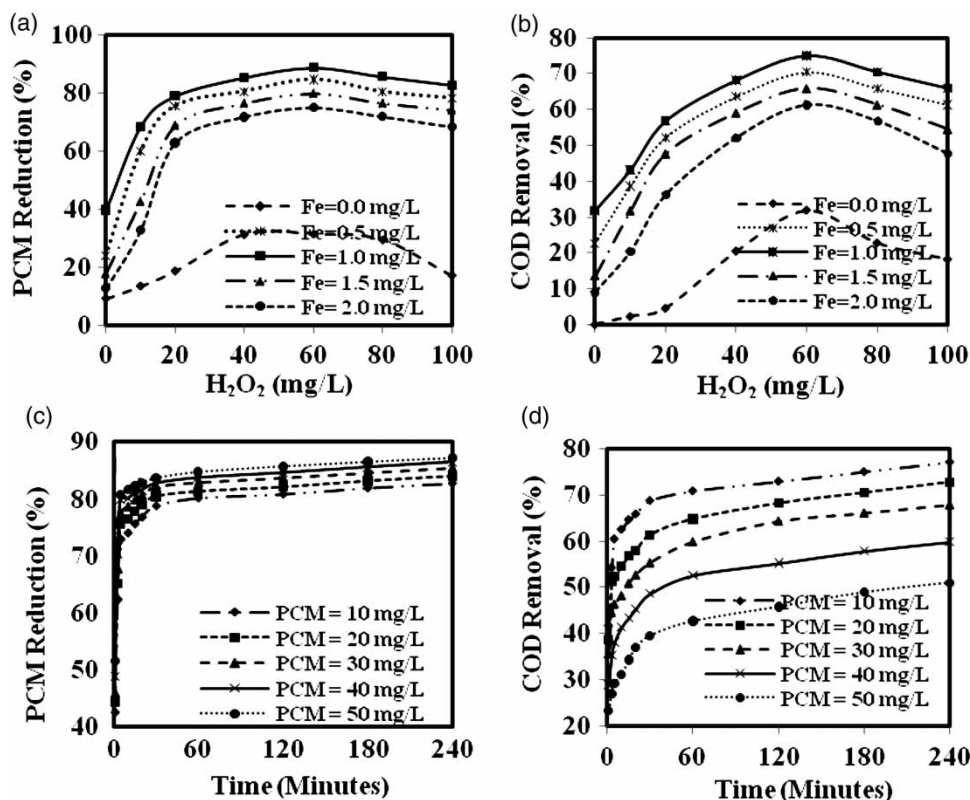 (a)
100
80
60
40
20
0
PCM Reduction (%)
Fe=0.0 mg/L
Fe=0.5 mg/L
Fe=1.0 mg/L
Fe= 1.5 mg/L
Fe= 2.0 mg/L
0 20 40 60 80 100
H₂O₂ (mg/L)
(b)
80
70
60
50
40
30
20
10
0
COD Removal (%)
Fe=0.0 mg/L
Fe=0.5 mg/L
Fe=1.0 mg/L
Fe=1.5 mg/L
Fe=2.0 mg/L
0 20 40 60 80 100
H₂O₂ (mg/L)
(c)
90
80
70
60
50
40
PCM Reduction (%)
PCM = 10 mg/L
PCM = 20 mg/L
PCM = 30 mg/L
PCM = 40 mg/L
PCM = 50 mg/L
0 60 120 180 240
Time (Minutes)
(d)
80
70
60
50
40
30
20
COD Removal (%)
PCM = 10 mg/L
PCM = 20 mg/L
PCM = 30 mg/L
PCM = 40 mg/L
PCM = 50 mg/L
0 60 120 180 240
Time (Minutes)